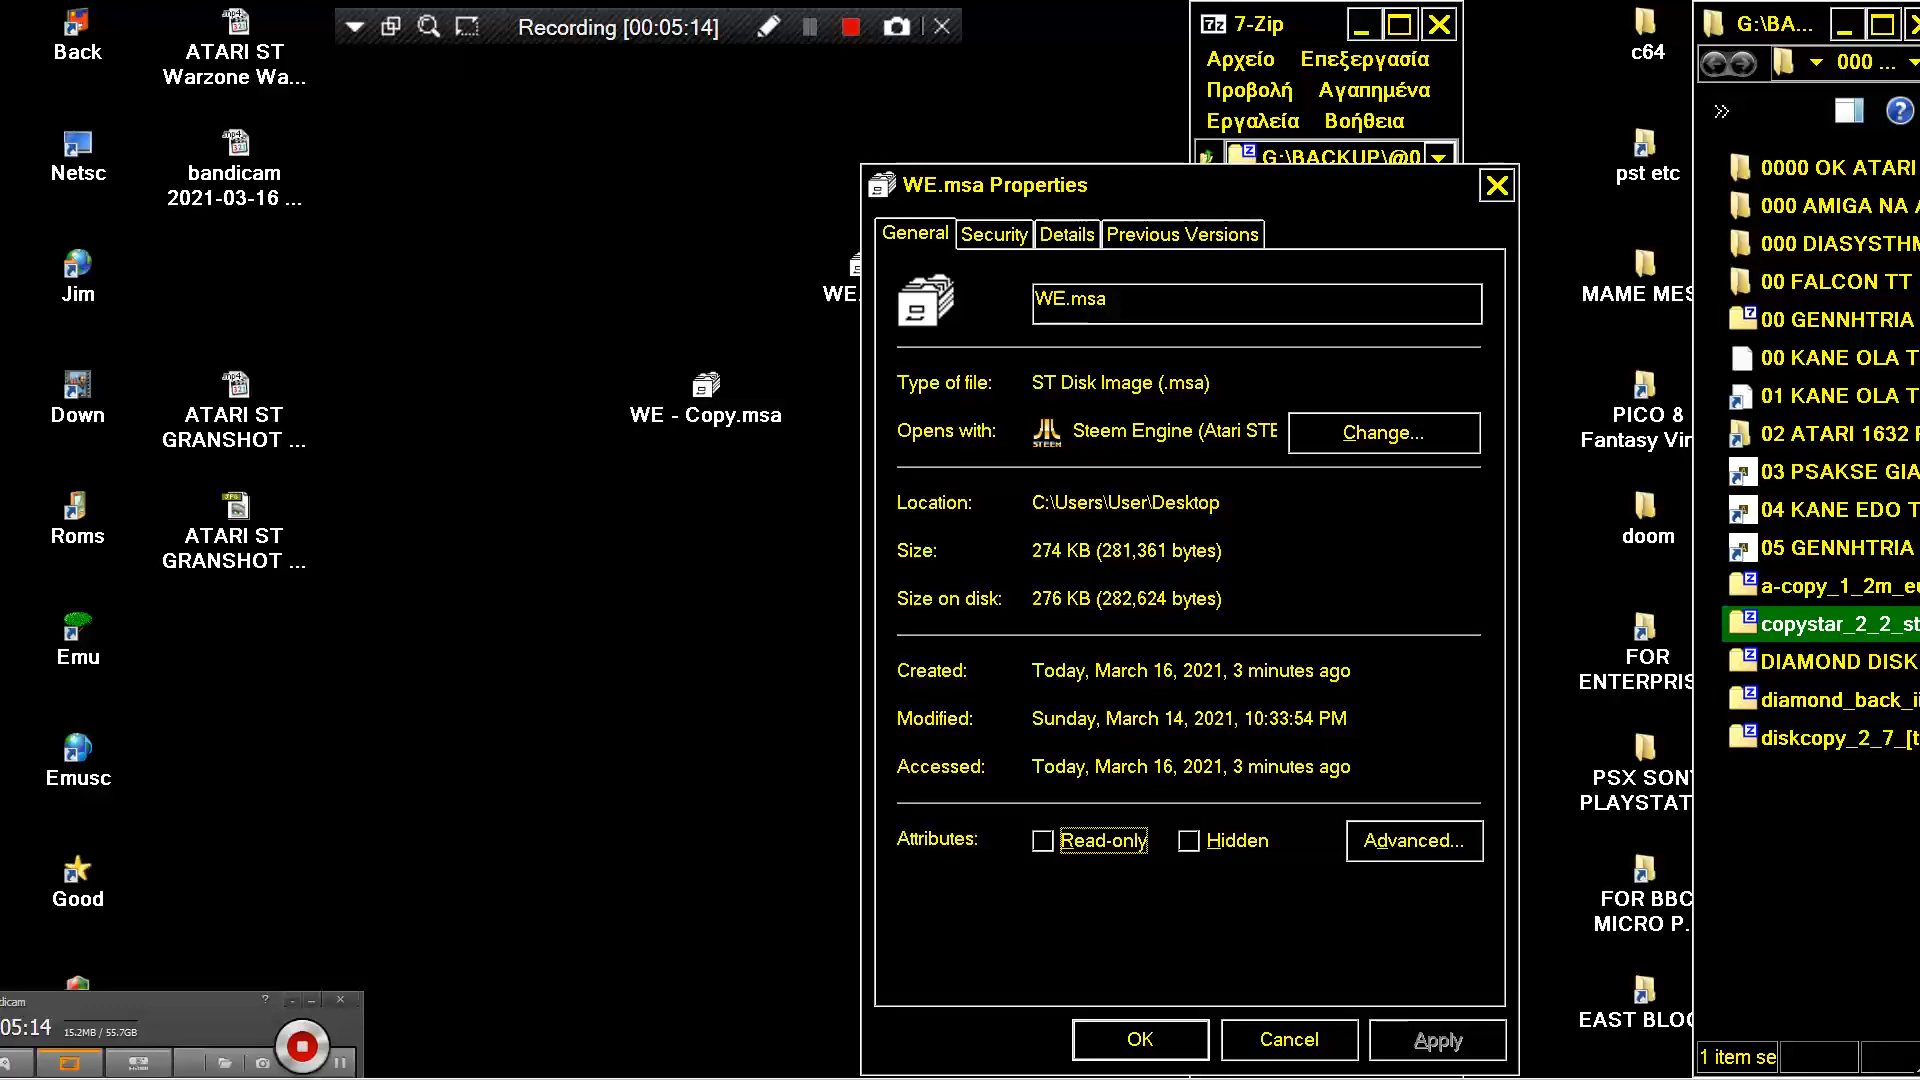 Back
ATARI ST
Warzone Wa...
Netsc
bandicam
2021-03-16 ...
Jim
Down
ATARI ST
GRANSHOT ...
Roms
ATARI ST
GRANSHOT ...
Emu
Emusc
Good
Recording [00:05:14]
WE - Copy.msa
WE.
7-Zip
Αρχείο Επεξεργασία
Προβολή Αγαπημένα
Εργαλεία Βοήθεια
G:\BACKUP\@0
WE.msa Properties
General Security Details Previous Versions
WE.msa
Type of file: ST Disk Image (.msa)
Opens with: STEEM Steem Engine (Atari STE Change...
Location: C:\Users\User\Desktop
Size: 274 KB (281,361 bytes)
Size on disk: 276 KB (282,624 bytes)
Created: Today, March 16, 2021, 3 minutes ago
Modified: Sunday, March 14, 2021, 10:33:54 PM
Accessed: Today, March 16, 2021, 3 minutes ago
Attributes: Read-only Hidden Advanced...
OK Cancel Apply
c64
pst etc
MAME MES
PICO 8
Fantasy Vir
doom
FOR
ENTERPRIS
PSX SONY
PLAYSTAT
FOR BBC
MICRO P.
EAST BLOC
G:\BA...
000 ...
0000 OK ATARI
000 AMIGA NA A
000 DIASYSTHM
00 FALCON TT
00 GENNHTRIA
00 KANE OLA T
01 KANE OLA T
02 ATARI 1632 F
03 PSAKSE GIA
04 KANE EDO T
05 GENNHTRIA
a-copy_1_2m_e
copystar_2_2_st
DIAMOND DISK
diamond_back_ii
diskcopy_2_7_[t
1 item se
dicam
05:14 15.2MB / 55.7GB